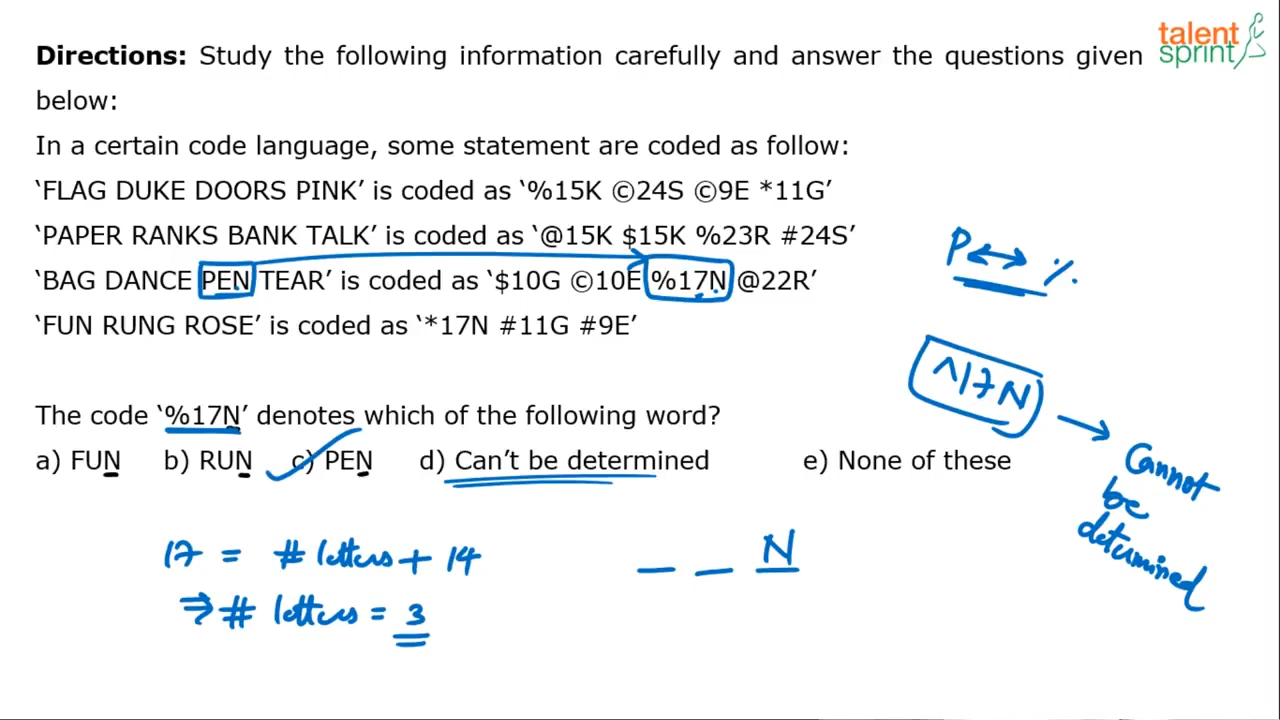 talent
sprint
Directions: Study the following information carefully and answer the questions given
below:
In a certain code language, some statement are coded as follow:
‘FLAG DUKE DOORS PINK’ is coded as ‘%15K ©24S ©9E *11G’
‘PAPER RANKS BANK TALK’ is coded as ‘@15K $15K %23R #24S’
‘BAG DANCE PEN TEAR’ is coded as ‘$10G ©10E %17N @22R’
‘FUN RUNG ROSE’ is coded as ‘*17N #11G #9E’
P ↔ %
^17N → Cannot
be
determined
The code ‘%17N’ denotes which of the following word?
a) FUN b) RUN c) PEN d) Can’t be determined e) None of these
17 = # letters + 14
⇒ # letters = 3
_ _ N